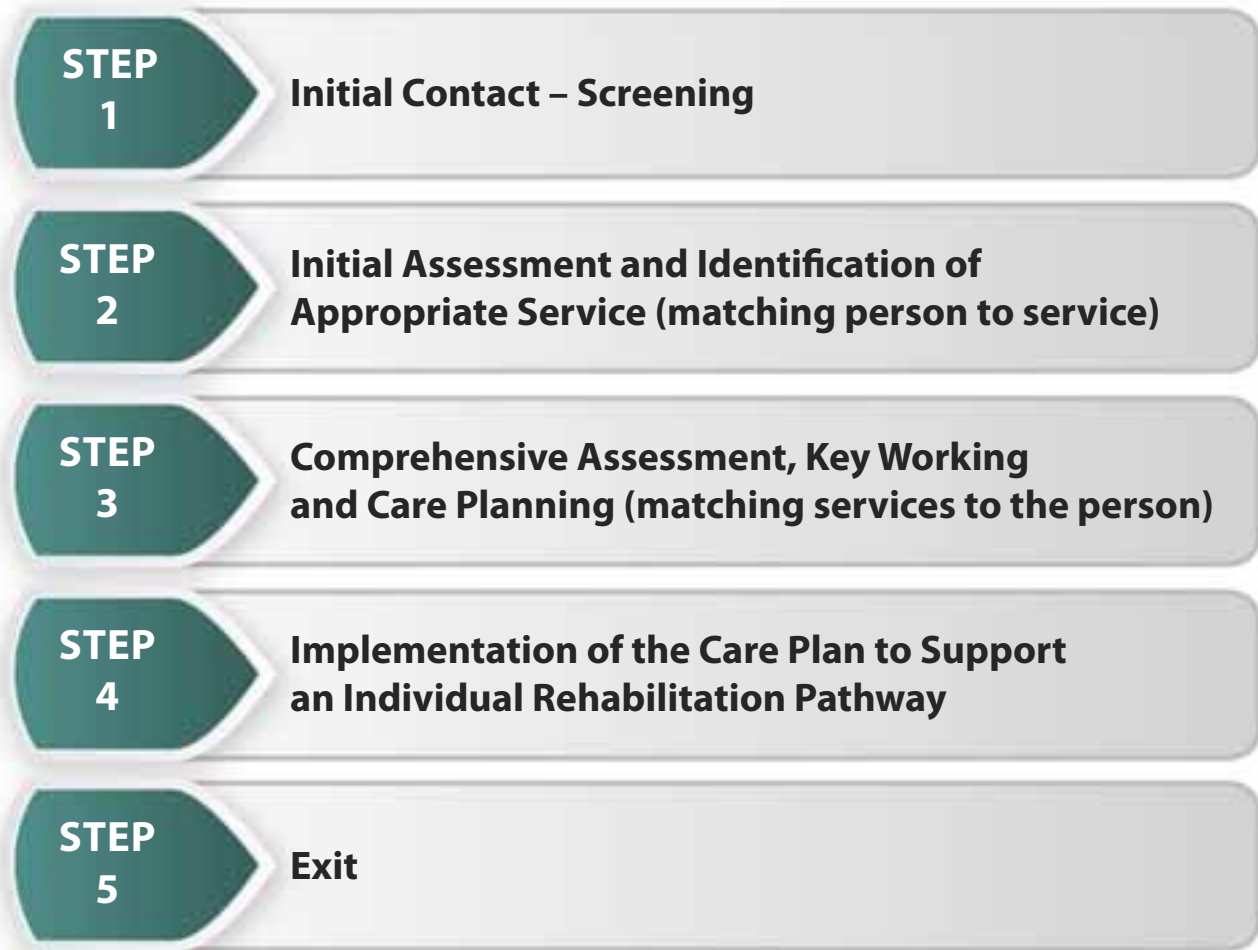 STEP
1
Initial Contact – Screening
STEP
2
Initial Assessment and Identification of
Appropriate Service (matching person to service)
STEP
3
Comprehensive Assessment, Key Working
and Care Planning (matching services to the person)
STEP
4
Implementation of the Care Plan to Support
an Individual Rehabilitation Pathway
STEP
5
Exit